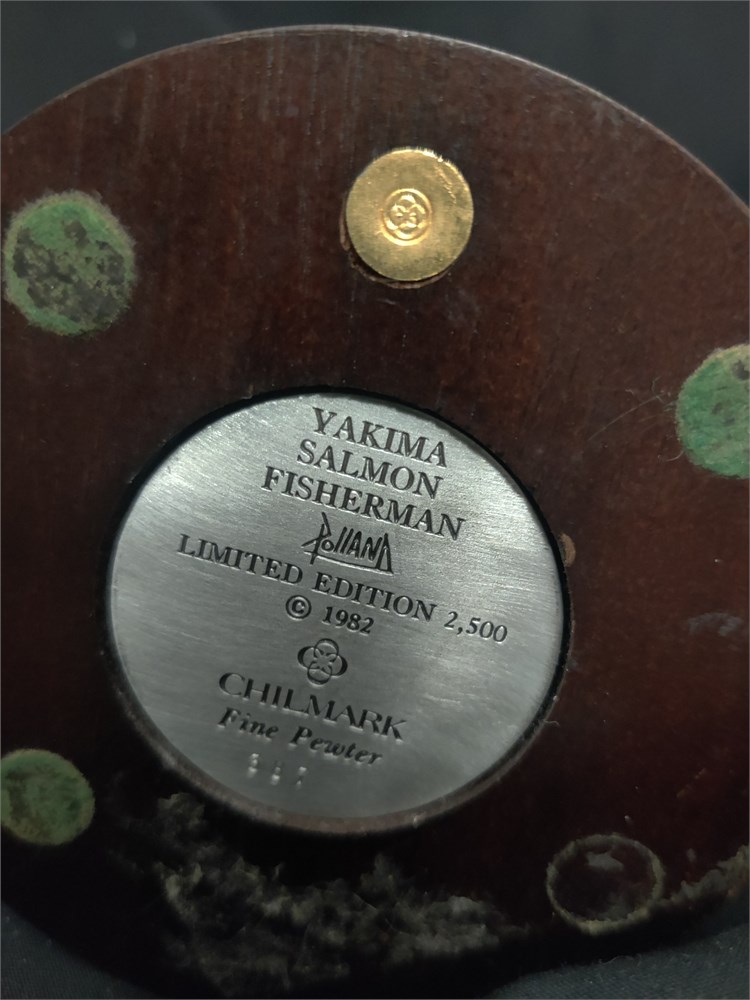 YAKIMA
SALMON
FISHERMAN
Polland
LIMITED EDITION 2,500
© 1982
CHILMARK
Fine Pewter